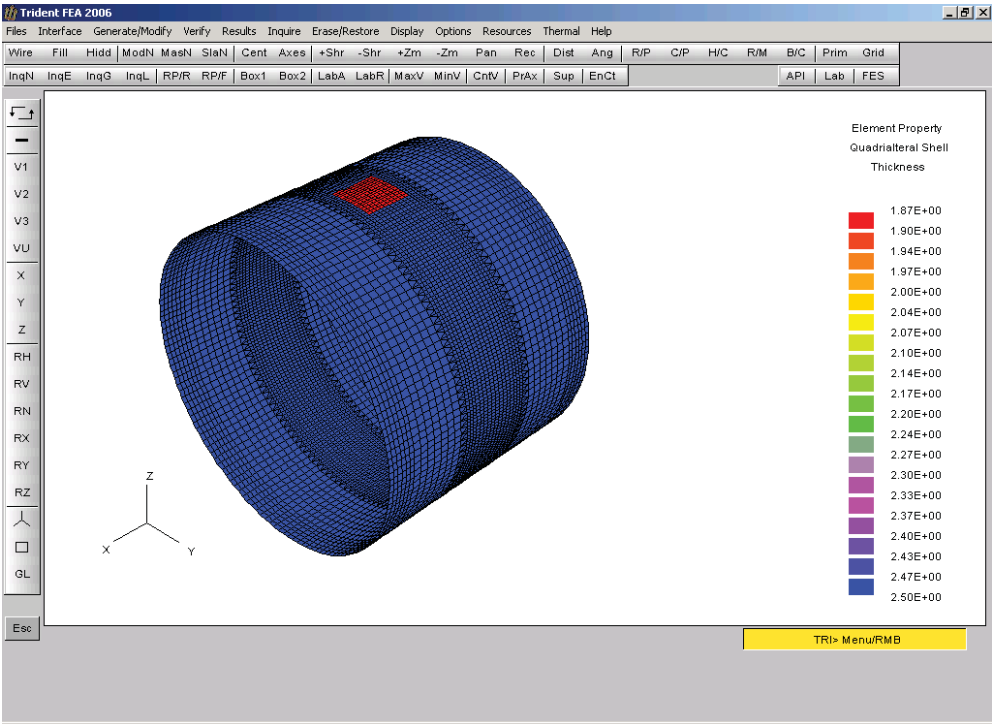 Trident FEA 2006
Files Interface Generate/Modify Verify Results Inquire Erase/Restore Display Options Resources Thermal Help
Wire Fill Hidd ModN MasN SlaN Cent Axes +Shr -Shr +Zm -Zm Pan Rec Dist Ang R/P C/P H/C R/M B/C Prim Grid
InqN InqE InqG InqL RP/R RP/F Box1 Box2 LabA LabR MaxV MinV CntV PrAx Sup EnCt API Lab FES
V1
V2
V3
VU
X
Y
Z
RH
RV
RN
RX
RY
RZ
GL
Esc
Z
X
Y
Element Property
Quadrialteral Shell
Thickness
1.87E+00
1.90E+00
1.94E+00
1.97E+00
2.00E+00
2.04E+00
2.07E+00
2.10E+00
2.14E+00
2.17E+00
2.20E+00
2.24E+00
2.27E+00
2.30E+00
2.33E+00
2.37E+00
2.40E+00
2.43E+00
2.47E+00
2.50E+00
TRI> Menu/RMB